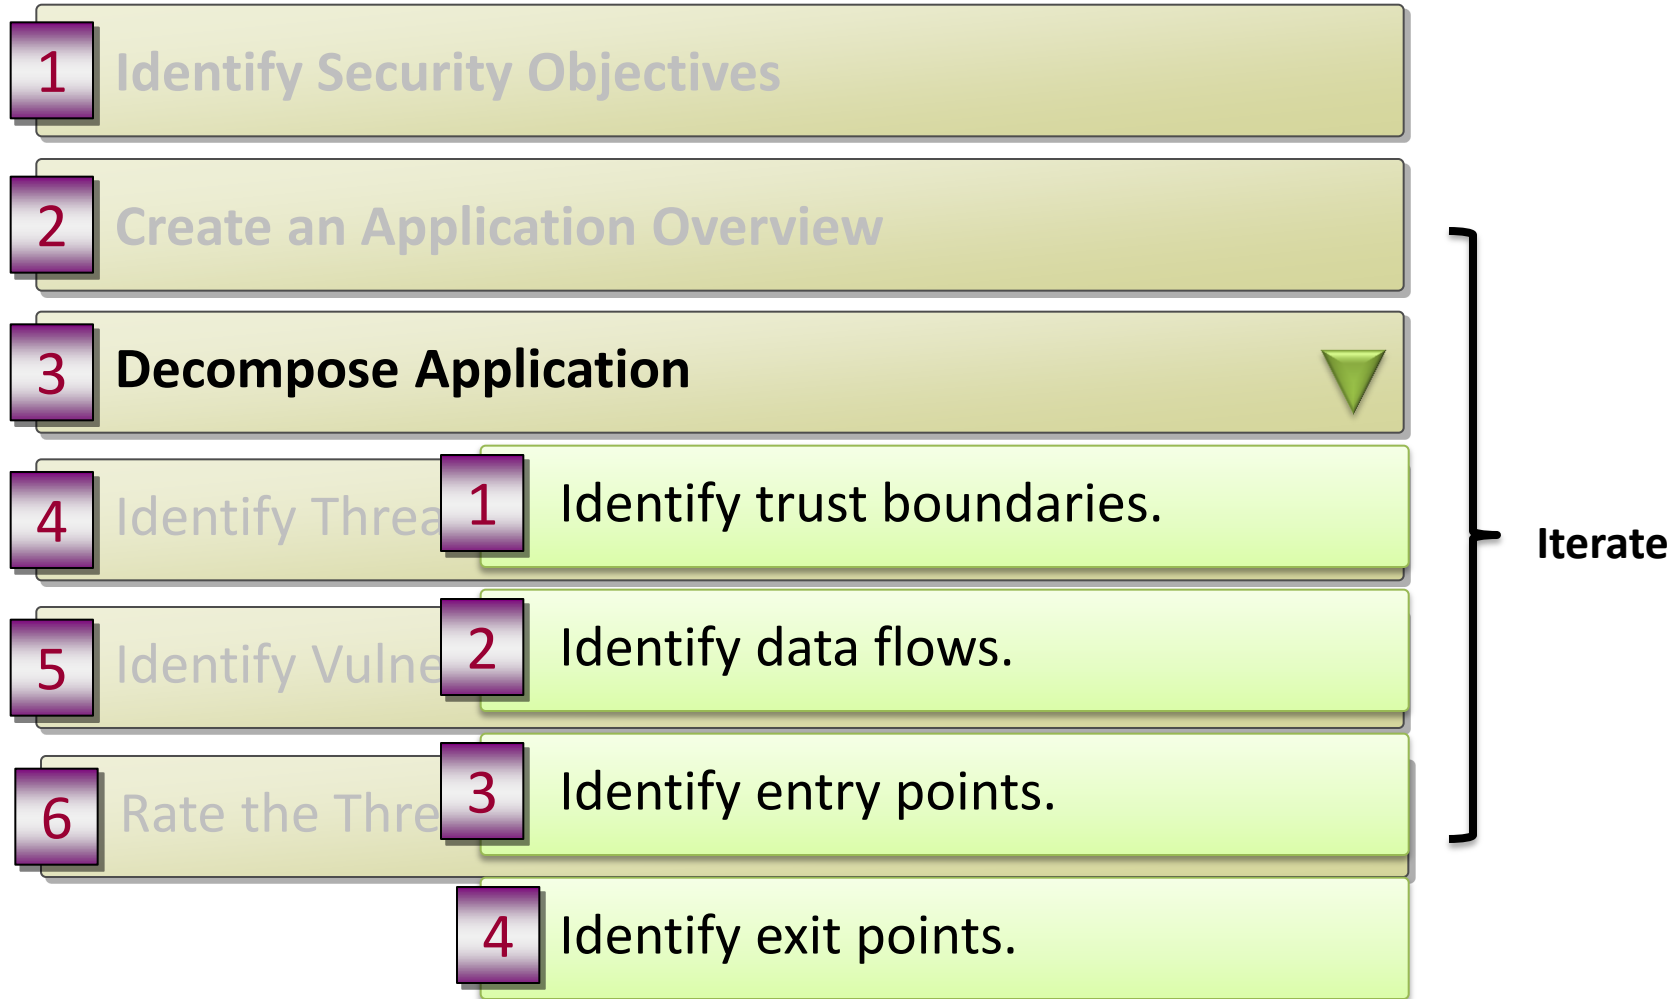 1 Identify Security Objectives
2 Create an Application Overview
3 Decompose Application
4 Identify Threa
1 Identify trust boundaries.
5 Identify Vulne
2 Identify data flows.
6 Rate the Thre
3 Identify entry points.
4 Identify exit points.
Iterate